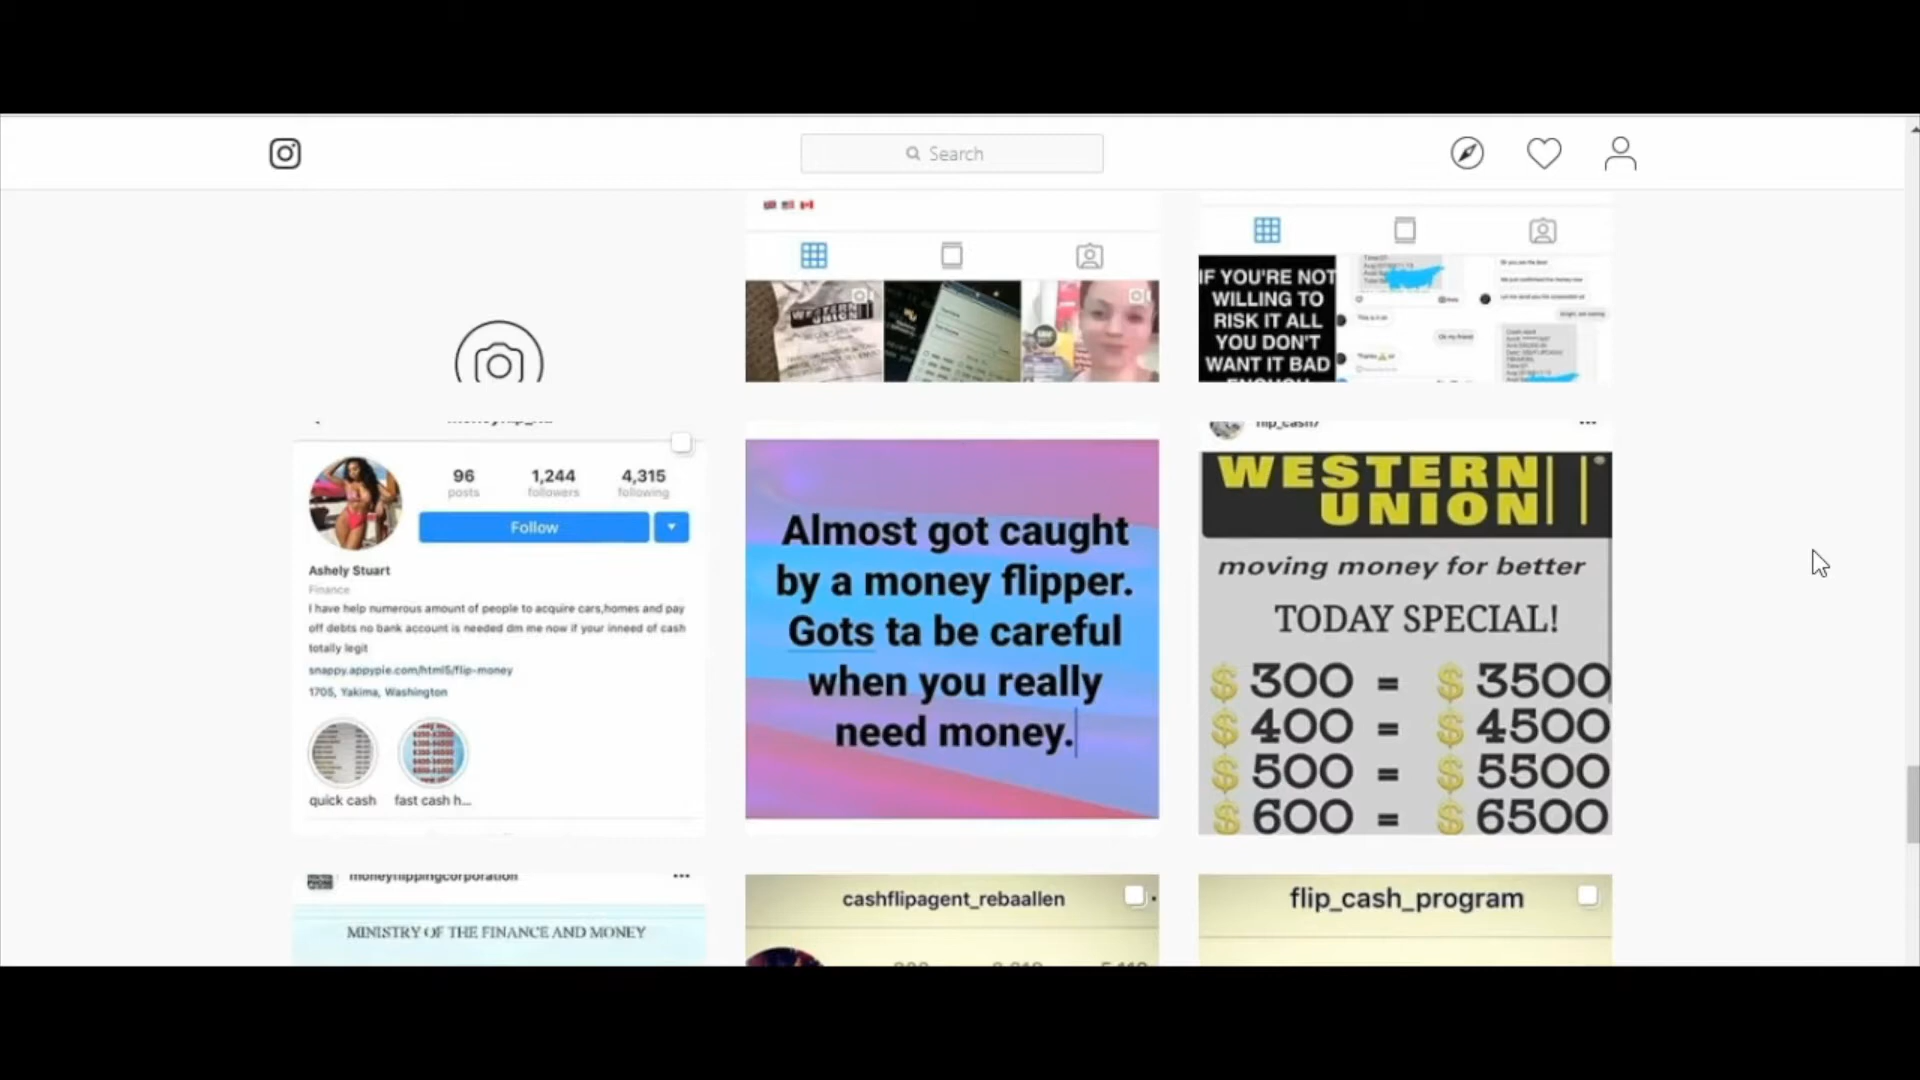 Search
IF YOU'RE NOT
WILLING TO
RISK IT ALL
YOU DON'T
WANT IT BAD
WESTERN
UNION
96
1,244
4,315
posts
followers
following
Follow
Ashely Stuart
Finance
I have help numerous amount of people to acquire cars,homes and pay
off debts no bank account is needed dm me now if your inneed of cash
totally legit
snappy.appypie.com/html5/flip-money
1705, Yakima, Washington
quick cash
fast cash h...
Almost got caught
by a money flipper.
Gots ta be careful
when you really
need money.
flip_cash7
WESTERN
UNION
moving money for better
TODAY SPECIAL!
$ 300 = $ 3500
$ 400 = $ 4500
$ 500 = $ 5500
$ 600 = $ 6500
moneyflippingcorporation
MINISTRY OF THE FINANCE AND MONEY
cashflipagent_rebaallen
flip_cash_program